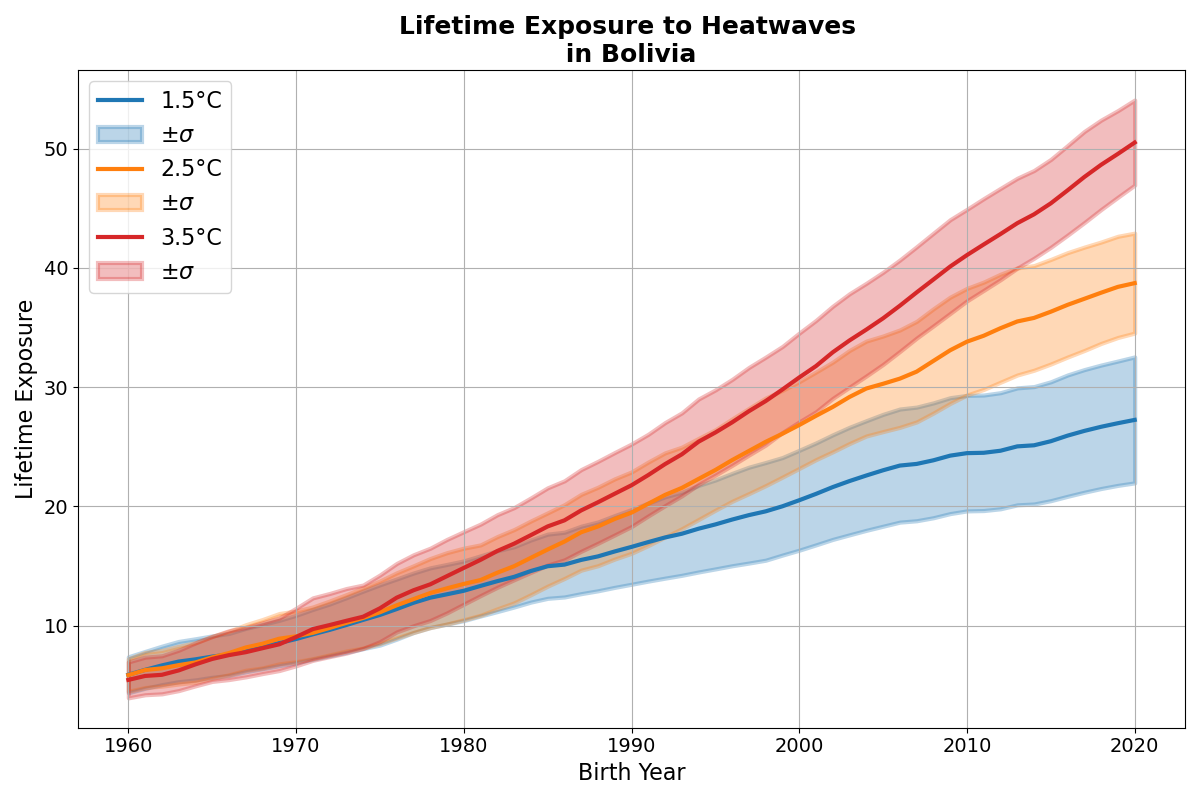 Lifetime Exposure to Heatwaves
in Bolivia
1.5°C
±σ
2.5°C
±σ
3.5°C
±σ
Lifetime Exposure
50
40
30
20
10
1960 1970 1980 1990 2000 2010 2020
Birth Year